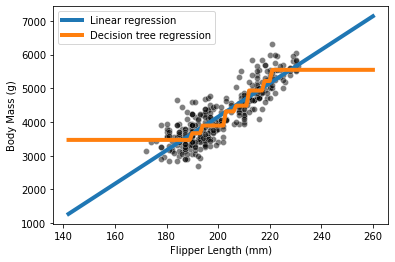 Linear regression
Decision tree regression
7000
6000
5000
4000
3000
2000
1000
Body Mass (g)
140 160 180 200 220 240 260
Flipper Length (mm)